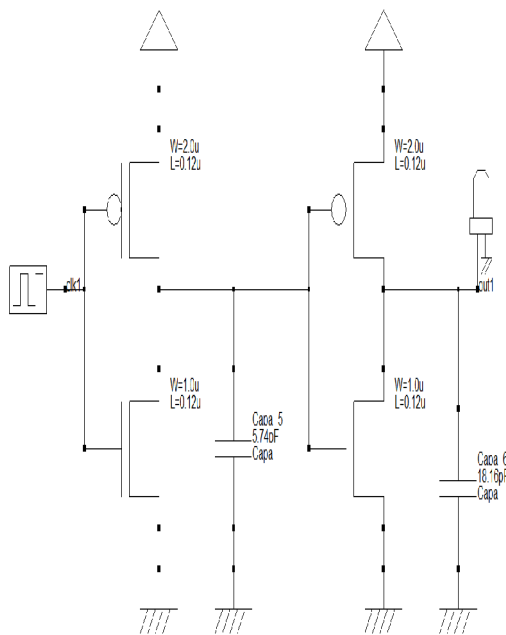 W=2.0u
L=0.12u
W=2.0u
L=0.12u
clk1
out1
W=1.0u
L=0.12u
W=1.0u
L=0.12u
Capa 5
5.74pF
Capa
Capa 6
18.16pF
Capa